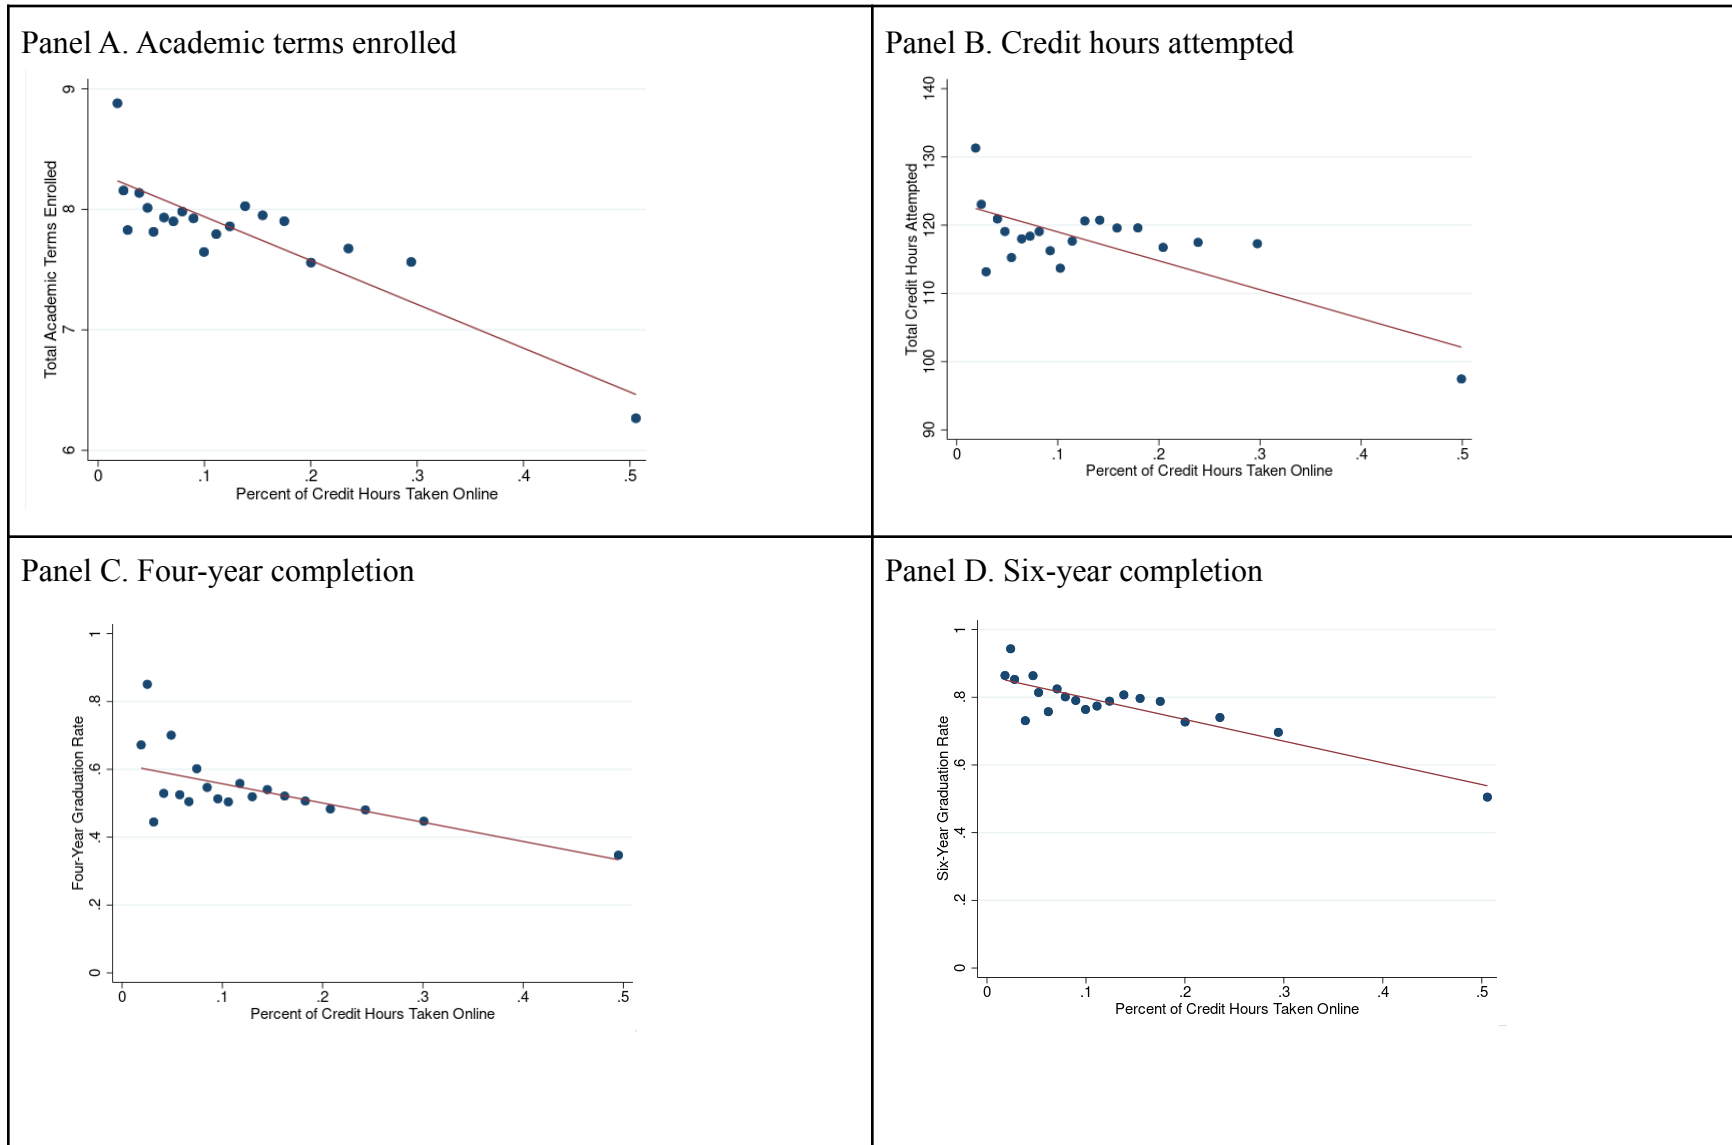 Panel A. Academic terms enrolled
Total Academic Terms Enrolled
9
8
7
6
0 .1 .2 .3 .4 .5
Percent of Credit Hours Taken Online
Panel B. Credit hours attempted
Total Credit Hours Attempted
140
130
120
110
100
90
0 .1 .2 .3 .4 .5
Percent of Credit Hours Taken Online
Panel C. Four-year completion
Four-Year Graduation Rate
1
.8
.6
.4
.2
0
0 .1 .2 .3 .4 .5
Percent of Credit Hours Taken Online
Panel D. Six-year completion
Six-Year Graduation Rate
1
.8
.6
.4
.2
0
0 .1 .2 .3 .4 .5
Percent of Credit Hours Taken Online